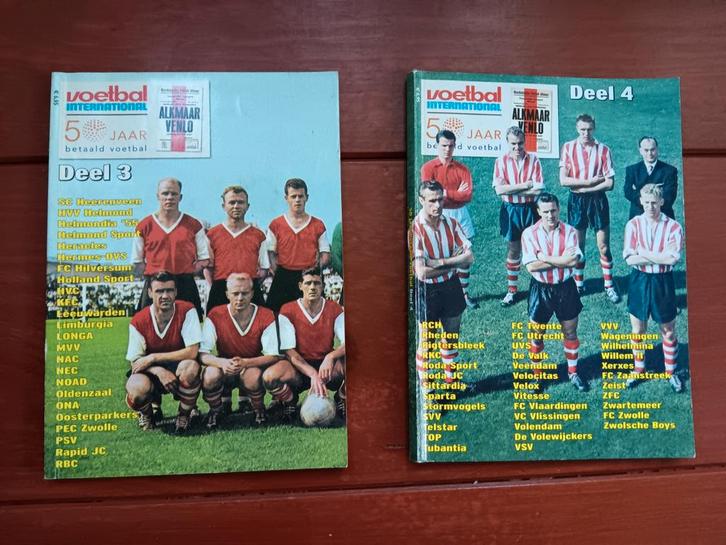 € 6,95
voetbal
INTERNATIONAL
ALKMAAR
VENLO
50 JAAR
betaald voetbal
Deel 3
SC Heerenveen
HVV Helmond
Helmondia '55
Helmond Sport
Heracles
Hermes DVS
FC Hilversum
Holland Sport
HVC
KFC
Leeuwarden
Limburgia
LONGA
MVV
NAC
NEC
NOAD
Oldenzaal
ONA
Oosterparkers
PEC Zwolle
PSV
Rapid JC
RBC
voetbal
INTERNATIONAL
ALKMAAR
VENLO
50 JAAR
betaald voetbal
Deel 4
RCH
Rheden
Rigtersbleek
RKC
Roda Sport
Roda JC
Sittardia
Sparta
Stormvogels
SVV
Telstar
TOP
Tubantia
FC Twente
FC Utrecht
UVS
De Valk
Veendam
Velocitas
Velox
Vitesse
FC Vlaardingen
VC Vlissingen
Volendam
De Volewijckers
VSV
VVV
Wageningen
Wilhelmina
Willem II
Xerxes
FC Zaanstreek
Zeist
ZFC
Zwartemeer
FC Zwolle
Zwolsche Boys